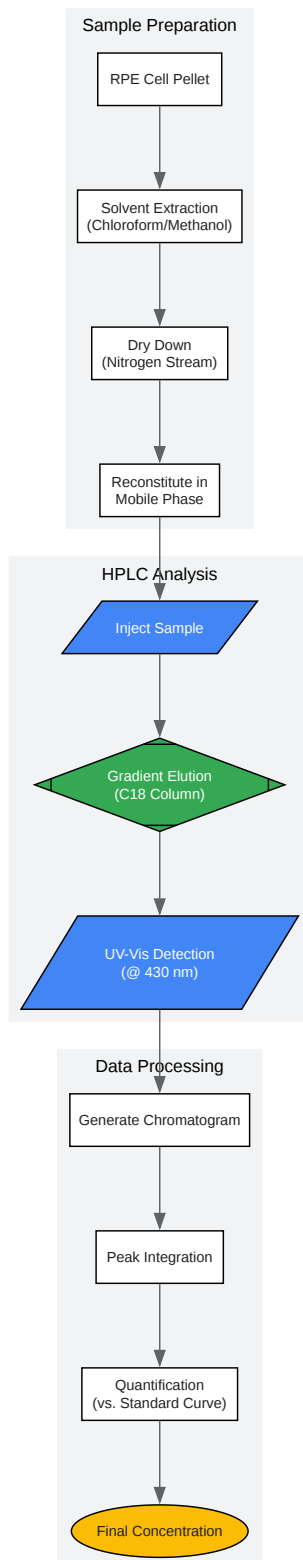 Sample Preparation
RPE Cell Pellet
Solvent Extraction
(Chloroform/Methanol)
Dry Down
(Nitrogen Stream)
Reconstitute in
Mobile Phase
HPLC Analysis
Inject Sample
Gradient Elution
(C18 Column)
UV-Vis Detection
(@ 430 nm)
Data Processing
Generate Chromatogram
Peak Integration
Quantification
(vs. Standard Curve)
Final Concentration